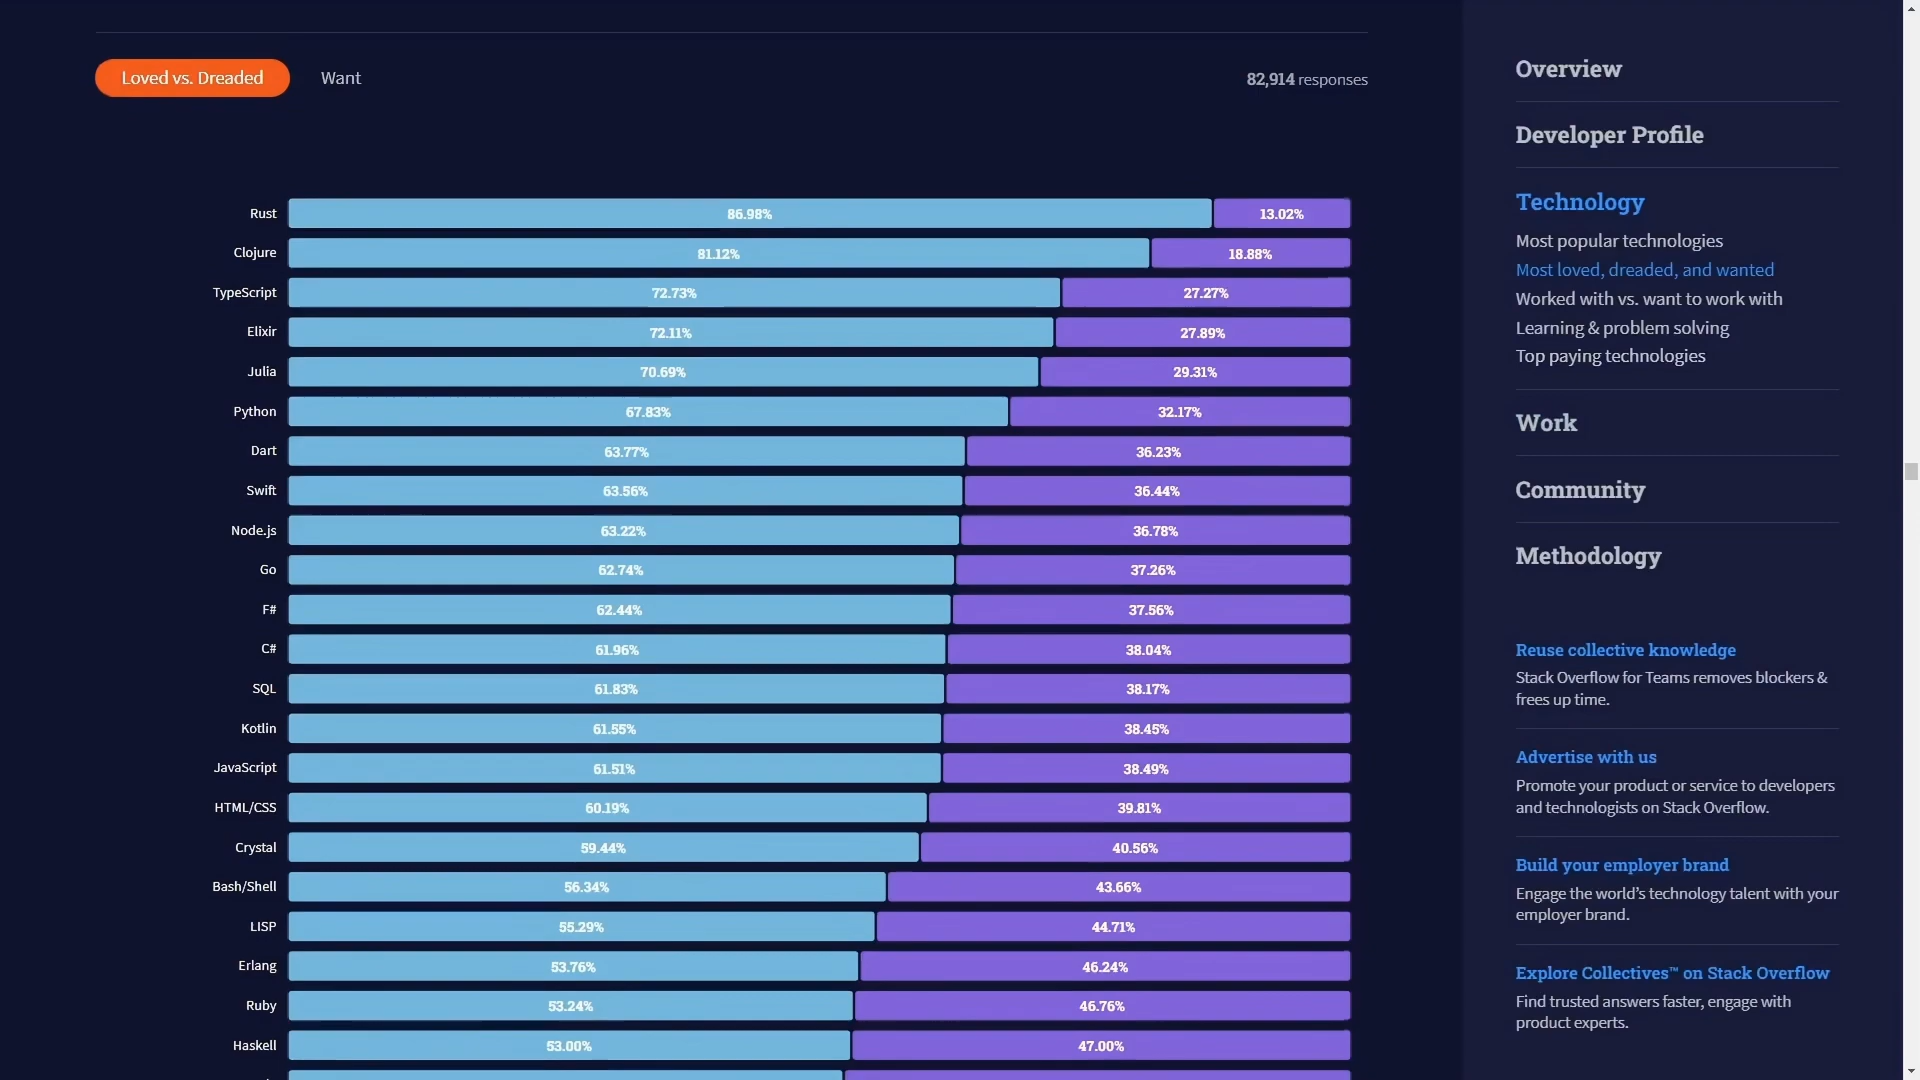 Loved vs. Dreaded
Want
82,914 responses
Rust 86.98% 13.02%
Clojure 81.12% 18.88%
TypeScript 72.73% 27.27%
Elixir 72.11% 27.89%
Julia 70.69% 29.31%
Python 67.83% 32.17%
Dart 63.77% 36.23%
Swift 63.56% 36.44%
Node.js 63.22% 36.78%
Go 62.74% 37.26%
F# 62.44% 37.56%
C# 61.96% 38.04%
SQL 61.83% 38.17%
Kotlin 61.55% 38.45%
JavaScript 61.51% 38.49%
HTML/CSS 60.19% 39.81%
Crystal 59.44% 40.56%
Bash/Shell 56.34% 43.66%
LISP 55.29% 44.71%
Erlang 53.76% 46.24%
Ruby 53.24% 46.76%
Haskell 53.00% 47.00%
Overview
Developer Profile
Technology
Most popular technologies
Most loved, dreaded, and wanted
Worked with vs. want to work with
Learning & problem solving
Top paying technologies
Work
Community
Methodology
Reuse collective knowledge
Stack Overflow for Teams removes blockers &
frees up time.
Advertise with us
Promote your product or service to developers
and technologists on Stack Overflow.
Build your employer brand
Engage the world’s technology talent with your
employer brand.
Explore Collectives™ on Stack Overflow
Find trusted answers faster, engage with
product experts.